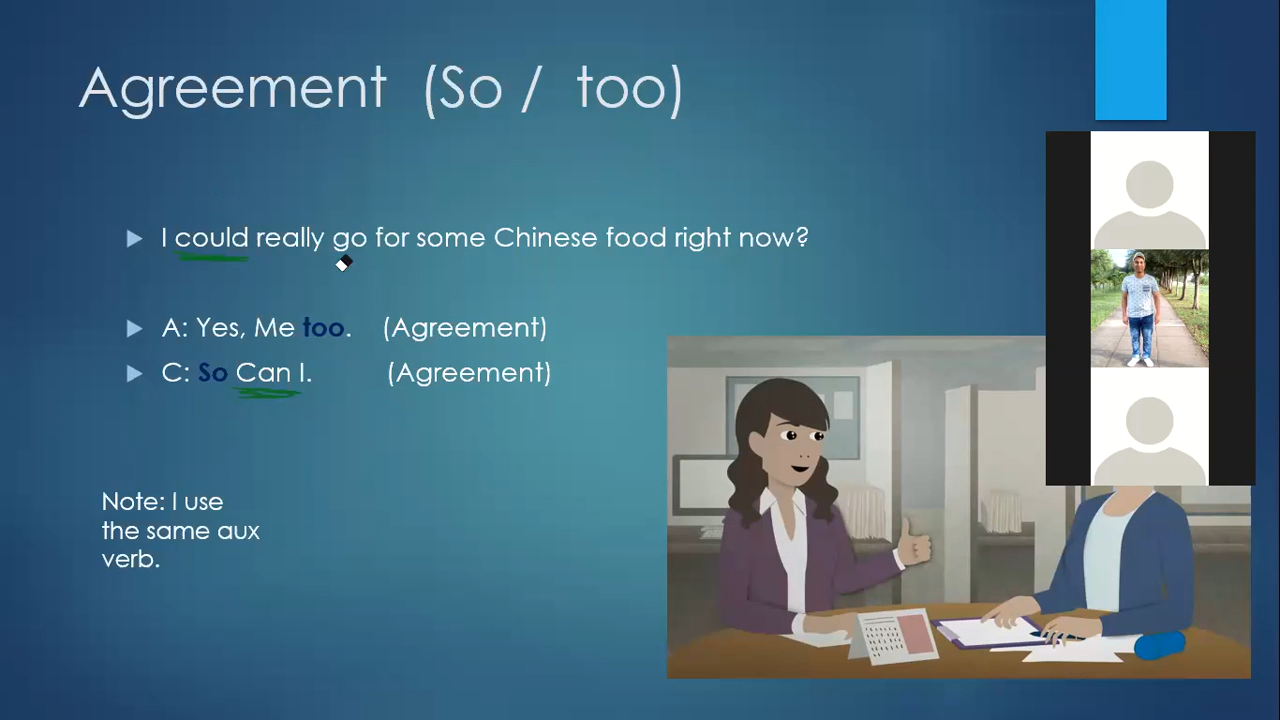 Agreement (So / too)
I could really go for some Chinese food right now?
A: Yes, Me too. (Agreement)
C: So Can I. (Agreement)
Note: I use
the same aux
verb.